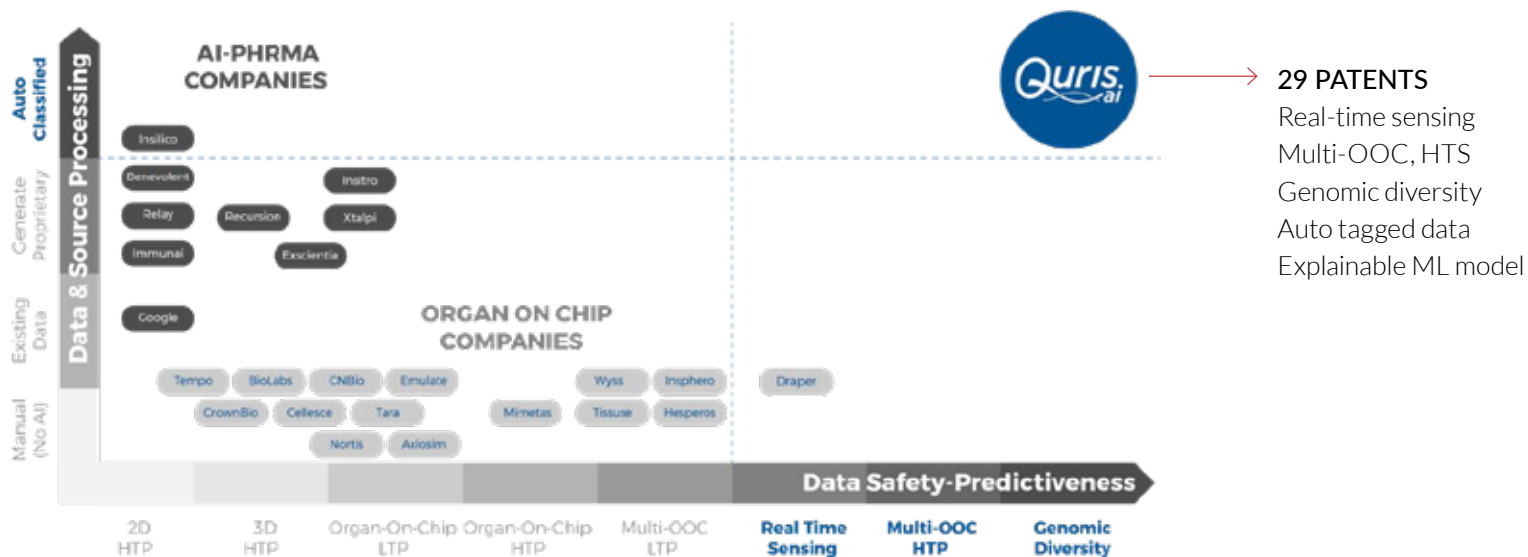 AI-PHRMA
COMPANIES
Quris.
ai
29 PATENTS
Real-time sensing
Multi-OOC, HTS
Genomic diversity
Auto tagged data
Explainable ML model
Auto
Classified
Generate
Proprietary
Existing
Data
Manual
(No AI)
Data & Source Processing
Insilico
Benevolent
Insitro
Relay
Recursion
Xtalpi
Immunai
Exscientia
Google
ORGAN ON CHIP
COMPANIES
Tempo
BioLabs
CNBio
Emulate
Wyss
Insphero
Draper
CrownBio
Cellesce
Tara
Mimetas
Tissuse
Hesperos
Nortis
Axiosim
Data Safety-Predictiveness
2D
HTP
3D
HTP
Organ-On-Chip
LTP
Organ-On-Chip
HTP
Multi-OOC
LTP
Real Time
Sensing
Multi-OOC
HTP
Genomic
Diversity